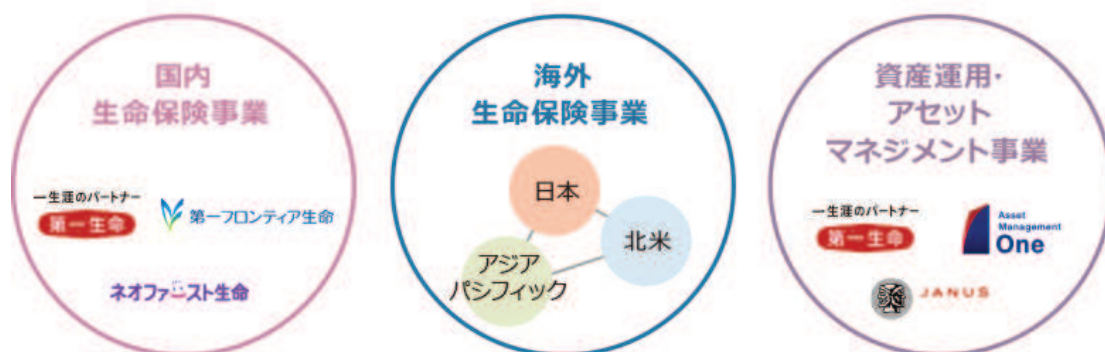 国内
生命保険事業
一生涯のパートナー
第一生命
第一フロンティア生命
ネオファースト生命
海外
生命保険事業
日本
北米
アジア
パシフィック
資産運用・
アセット
マネジメント事業
一生涯のパートナー
第一生命
Asset
Management
One
JANUS